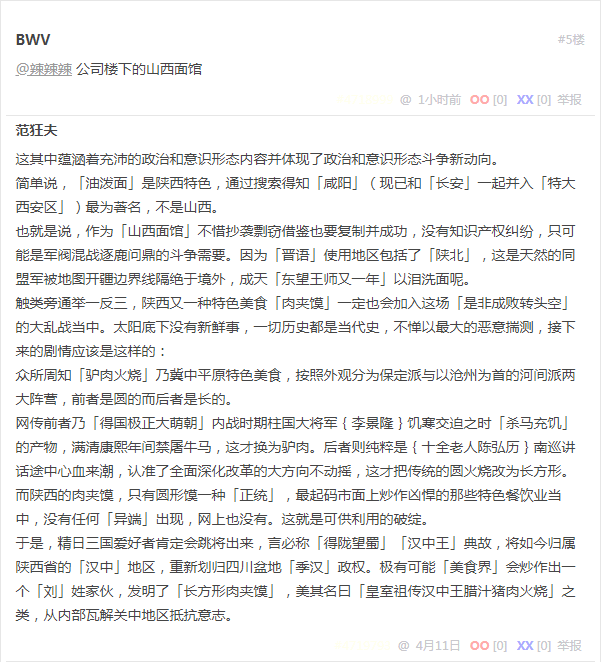 BWV
#5楼
@辣辣辣 公司楼下的山西面馆
@ 1小时前 OO [0] XX [0] 举报
范狂夫
这其中蕴涵着充沛的政治和意识形态内容并体现了政治和意识形态斗争新动向。
简单说，「油泼面」是陕西特色，通过搜索得知「咸阳」（现已和「长安」一起并入「特大
西安区」）最为著名，不是山西。
也就是说，作为「山西面馆」不惜抄袭剽窃借鉴也要复制并成功，没有知识产权纠纷，只可
能是军阀混战逐鹿问鼎的斗争需要。因为「晋语」使用地区包括了「陕北」，这是天然的同
盟军被地图开疆边界线隔绝于境外，成天「东望王师又一年」以泪洗面呢。
触类旁通举一反三，陕西又一种特色美食「肉夹馍」一定也会加入这场「是非成败转头空」
的大乱战当中。太阳底下没有新鲜事，一切历史都是当代史，不惮以最大的恶意揣测，接下
来的剧情应该是这样的：
众所周知「驴肉火烧」乃冀中平原特色美食，按照外观分为保定派与以沧州为首的河间派两
大阵营，前者是圆的而后者是长的。
网传前者乃「得国极正大萌朝」内战时期柱国大将军｛李景隆｝饥寒交迫之时「杀马充饥」
的产物，满清康熙年间禁屠牛马，这才换为驴肉。后者则纯粹是｛十全老人陈弘历｝南巡讲
话途中心血来潮，认准了全面深化改革的大方向不动摇，这才把传统的圆火烧改为长方形。
而陕西的肉夹馍，只有圆形馍一种「正统」，最起码市面上炒作凶悍的那些特色餐饮业当
中，没有任何「异端」出现，网上也没有。这就是可供利用的破绽。
于是，精日三国爱好者肯定会跳将出来，言必称「得陇望蜀」「汉中王」典故，将如今归属
陕西省的「汉中」地区，重新划归四川盆地「季汉」政权。极有可能「美食界」会炒作出一
个「刘」姓家伙，发明了「长方形肉夹馍」，美其名曰「皇室祖传汉中王腊汁猪肉火烧」之
类，从内部瓦解关中地区抵抗意志。
@ 4月11日 OO [0] XX [0] 举报